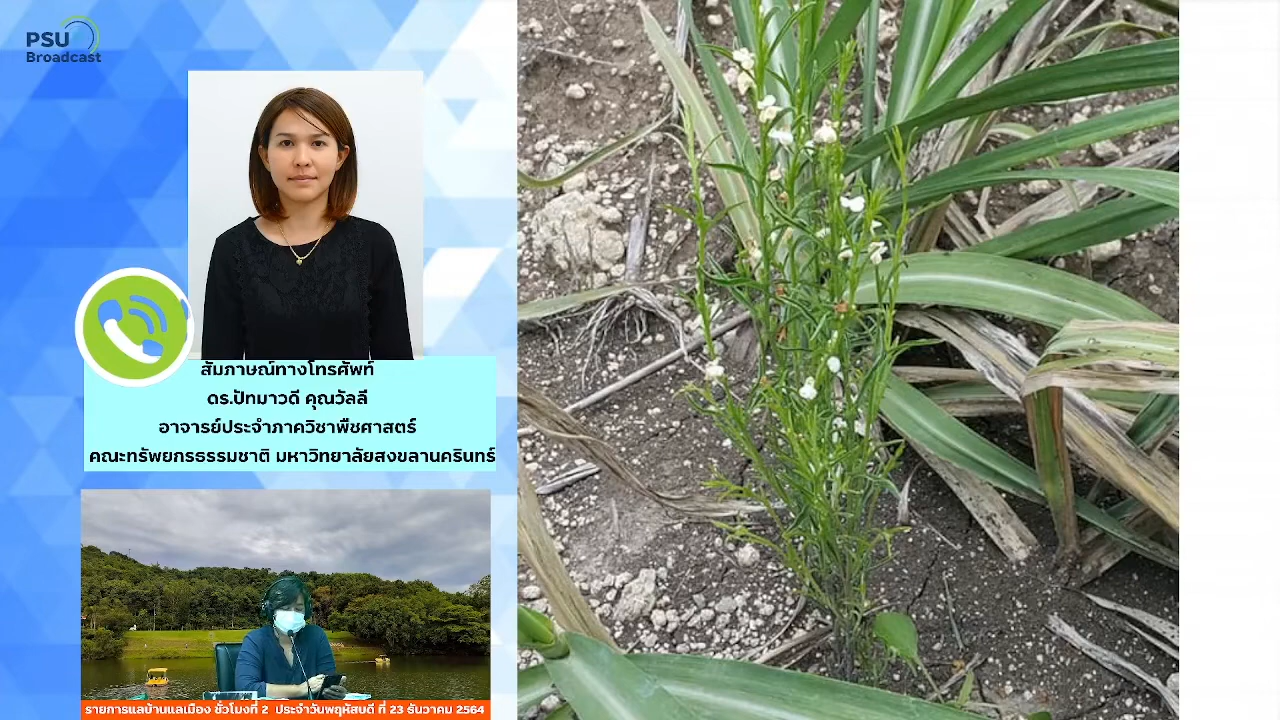 PSU
Broadcast
สัมภาษณ์ทางโทรศัพท์
ดร.ปัทมาวดี คุณวัลลี
อาจารย์ประจำภาควิชาพืชศาสตร์
คณะทรัพยกรธรรมชาติ มหาวิทยาลัยสงขลานครินทร์
รายการแลบ้านแลเมือง ชั่วโมงที่ 2 ประจำวันพฤหัสบดี ที่ 23 ธันวาคม 2564